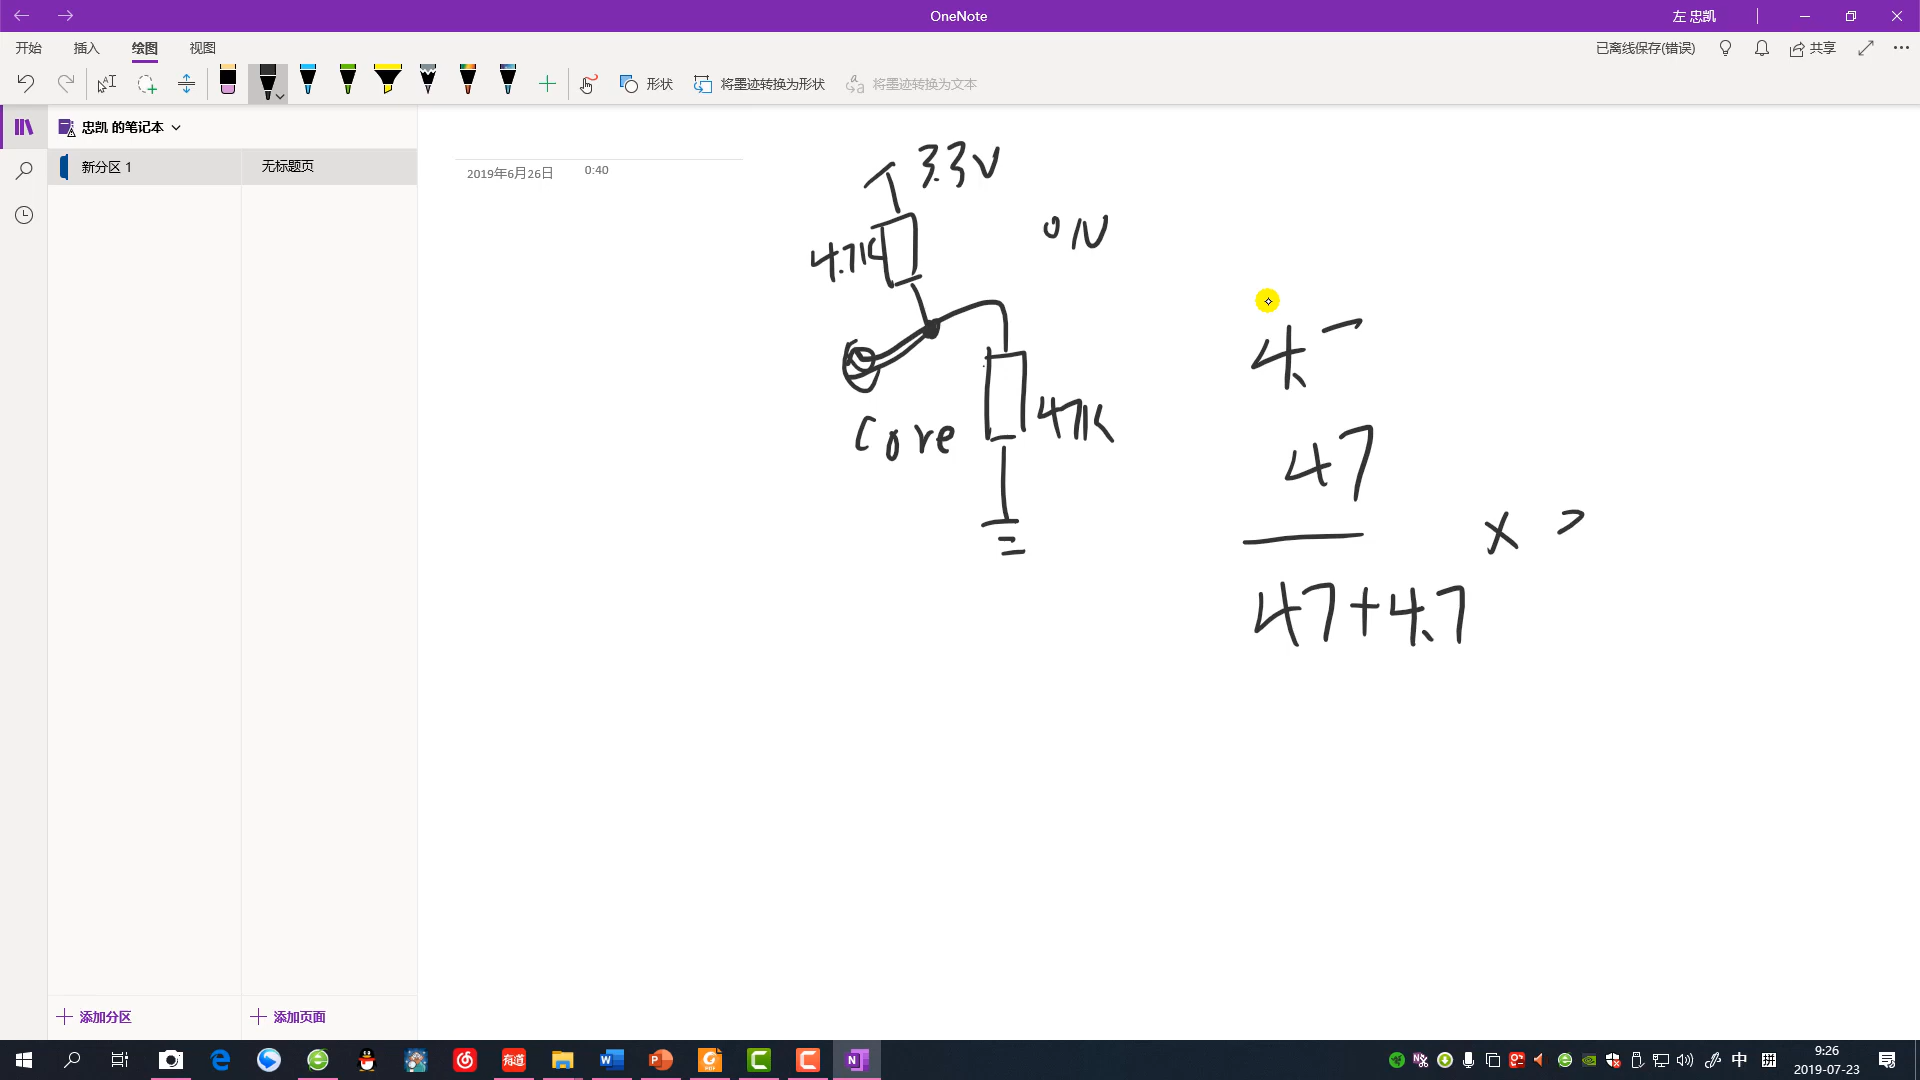 OneNote
左 忠凯
开始 插入 绘图 视图
已离线保存(错误)
共享
形状
将墨迹转换为形状
将墨迹转换为文本
忠凯 的笔记本
新分区 1
无标题页
2019年6月26日 0:40
3.3V
4.7K
ON
Core
47K
4.
47
47+4.7
×
添加分区
添加页面
有道
中
9:26
2019-07-23